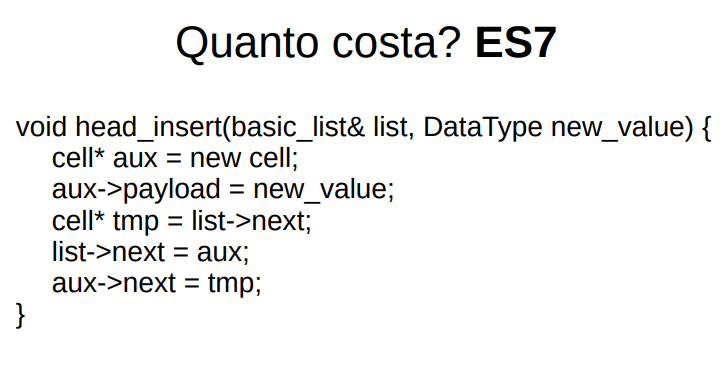 Quanto costa? ES7
void head_insert(basic_list& list, DataType new_value) {
cell* aux = new cell;
aux->payload = new_value;
cell* tmp = list->next;
list->next = aux;
aux->next = tmp;
}